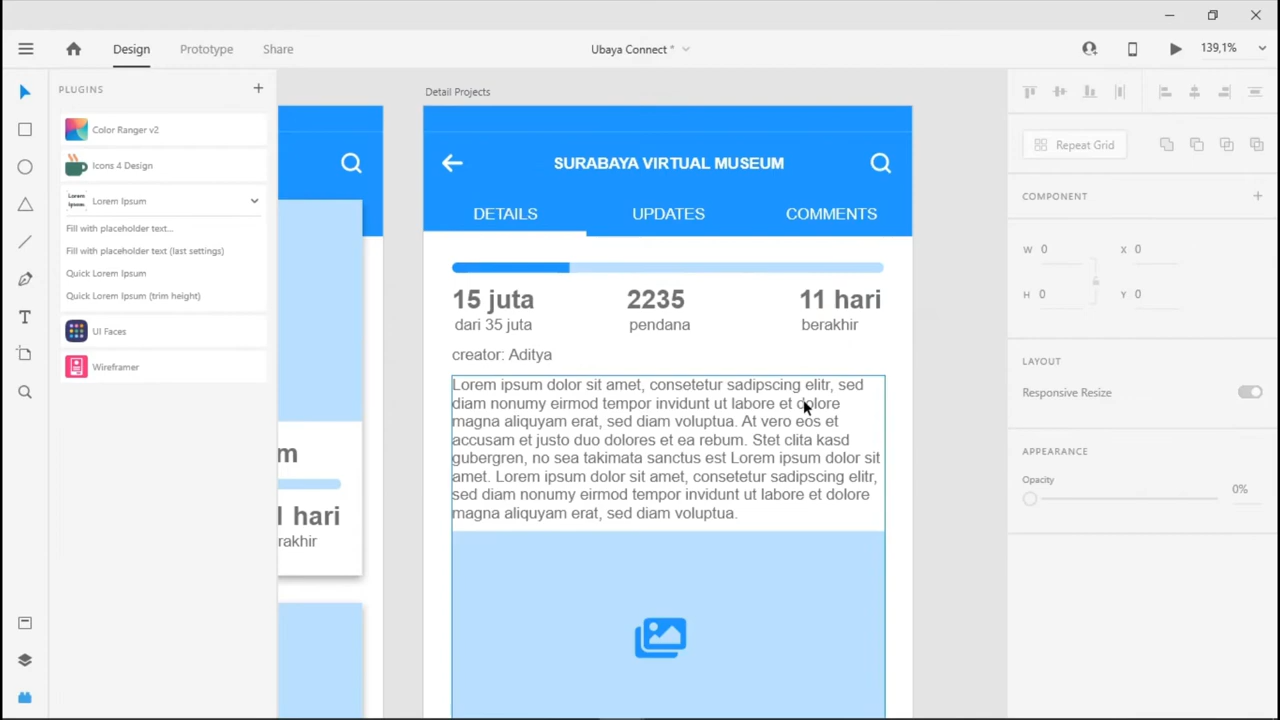 Design
Prototype
Share
Ubaya Connect *
139,1%
PLUGINS
Color Ranger v2
Icons 4 Design
Lorem Ipsum
Lorem Ipsum
Fill with placeholder text...
Fill with placeholder text (last settings)
Quick Lorem Ipsum
Quick Lorem Ipsum (trim height)
UI Faces
Wireframer
m
l hari
rakhir
Detail Projects
SURABAYA VIRTUAL MUSEUM
DETAILS
UPDATES
COMMENTS
15 juta
2235
11 hari
dari 35 juta
pendana
berakhir
creator: Aditya
Lorem ipsum dolor sit amet, consetetur sadipscing elitr, sed
diam nonumy eirmod tempor invidunt ut labore et dolore
magna aliquyam erat, sed diam voluptua. At vero eos et
accusam et justo duo dolores et ea rebum. Stet clita kasd
gubergren, no sea takimata sanctus est Lorem ipsum dolor sit
amet. Lorem ipsum dolor sit amet, consetetur sadipscing elitr,
sed diam nonumy eirmod tempor invidunt ut labore et dolore
magna aliquyam erat, sed diam voluptua.
Repeat Grid
COMPONENT
W 0
X 0
H 0
Y 0
LAYOUT
Responsive Resize
APPEARANCE
Opacity
0%